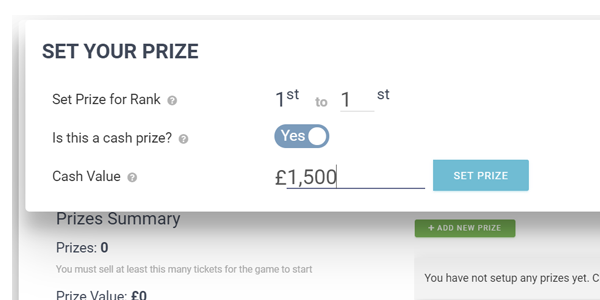 SET YOUR PRIZE
Set Prize for Rank ? 1st to 1 st
Is this a cash prize? ? Yes
Cash Value ? £1,500 SET PRIZE
Prizes Summary
+ ADD NEW PRIZE
Prizes: 0
You must sell at least this many tickets for the game to start
You have not setup any prizes yet. C
Prize Value: £0